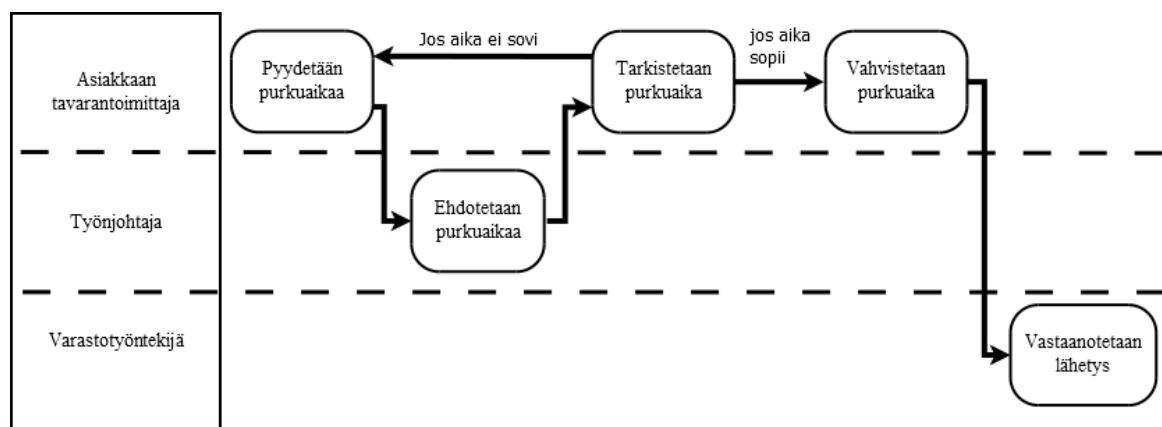 Asiakkaan
tavarantoimittaja
Pyydetään
purkuaikaa
Jos aika ei sovi
Tarkistetaan
purkuaika
jos aika
sopii
Vahvistetaan
purkuaika
Työnjohtaja
Ehdotetaan
purkuaikaa
Varastotyöntekijä
Vastaanotetaan
lähetys